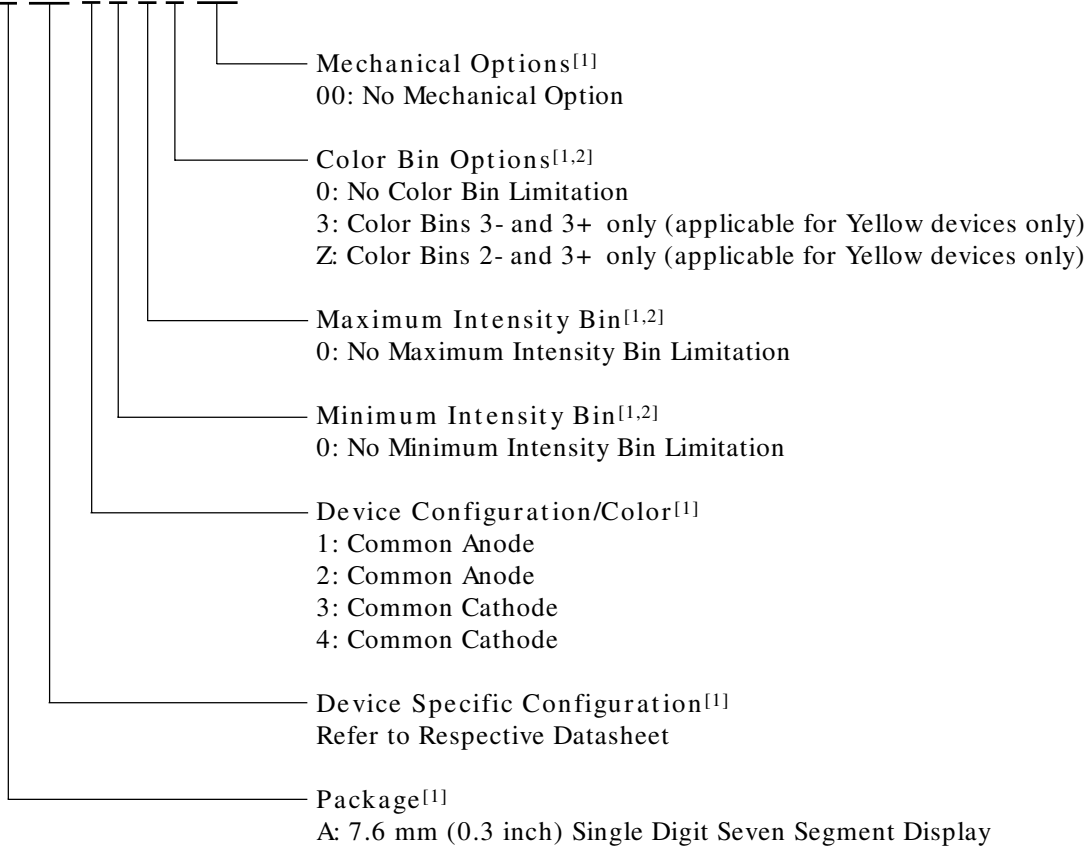 Mechanical Options[1]
00: No Mechanical Option
Color Bin Options[1,2]
0: No Color Bin Limitation
3: Color Bins 3- and 3+ only (applicable for Yellow devices only)
Z: Color Bins 2- and 3+ only (applicable for Yellow devices only)
Maximum Intensity Bin[1,2]
0: No Maximum Intensity Bin Limitation
Minimum Intensity Bin[1,2]
0: No Minimum Intensity Bin Limitation
Device Configuration/Color[1]
1: Common Anode
2: Common Anode
3: Common Cathode
4: Common Cathode
Device Specific Configuration[1]
Refer to Respective Datasheet
Package[1]
A: 7.6 mm (0.3 inch) Single Digit Seven Segment Display